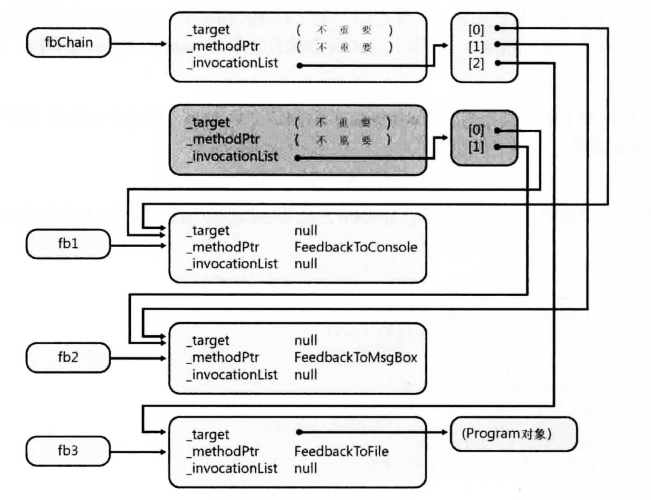 fbChain
_target ( 不 重 要 )
_methodPtr ( 不 重 要 )
_invocationList
[0]
[1]
[2]
_target ( 不 重 要 )
_methodPtr ( 不 重 要 )
_invocationList
[0]
[1]
fb1
_target null
_methodPtr FeedbackToConsole
_invocationList null
fb2
_target null
_methodPtr FeedbackToMsgBox
_invocationList null
fb3
_target
_methodPtr FeedbackToFile
_invocationList null
(Program对象)